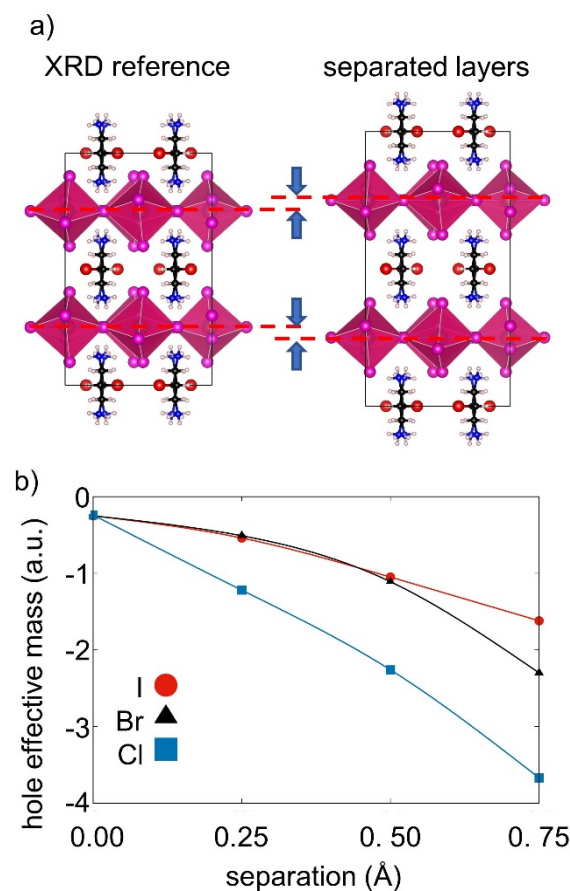 a)
XRD reference
separated layers
b)
hole effective mass (a.u.)
0
-1
-2
-3
-4
I
Br
Cl
0.00
0.25
0.50
0.75
separation (Å)